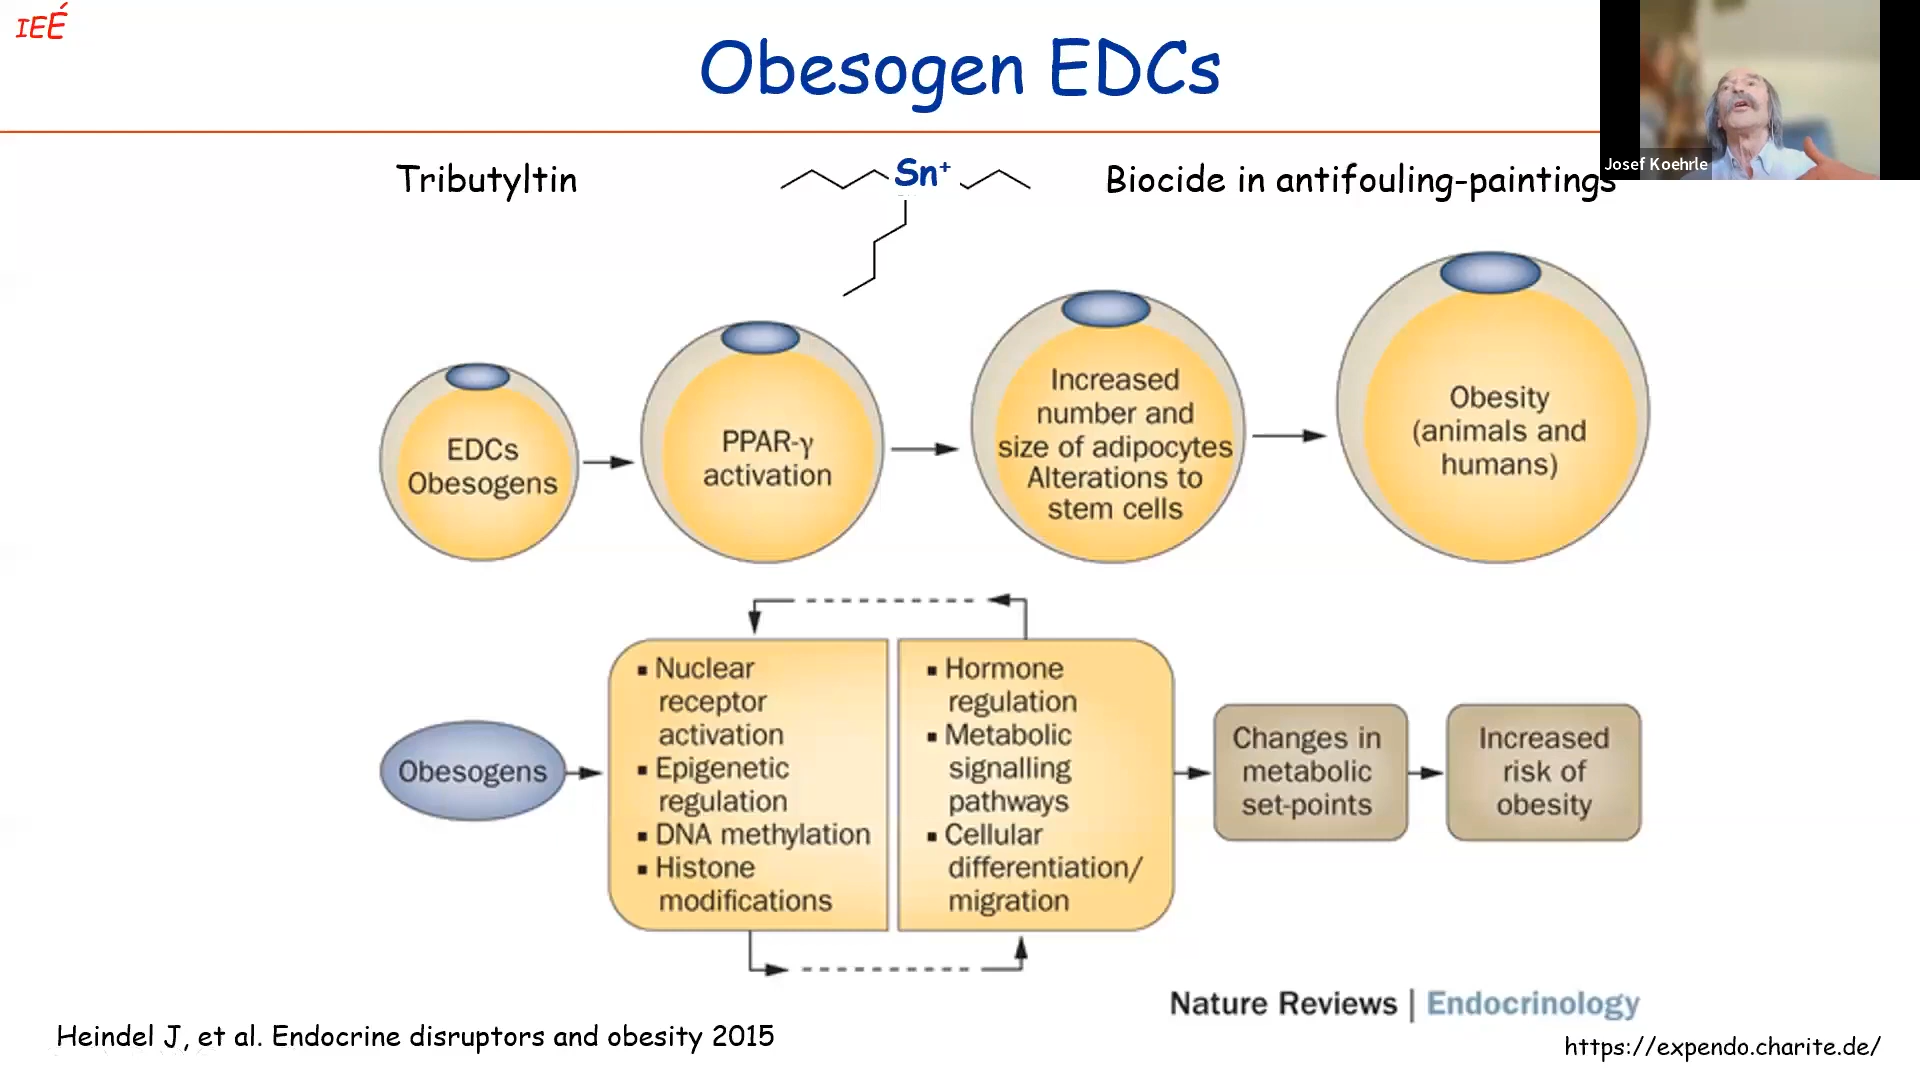 IEÉ
Obesogen EDCs
Josef Koehrle
Tributyltin
Sn+
Biocide in antifouling-paintings
EDCs
Obesogens
PPAR-γ
activation
Increased
number and
size of adipocytes
Alterations to
stem cells
Obesity
(animals and
humans)
Obesogens
▪ Nuclear
receptor
activation
▪ Epigenetic
regulation
▪ DNA methylation
▪ Histone
modifications
▪ Hormone
regulation
▪ Metabolic
signalling
pathways
▪ Cellular
differentiation/
migration
Changes in
metabolic
set-points
Increased
risk of
obesity
Nature Reviews | Endocrinology
Heindel J, et al. Endocrine disruptors and obesity 2015
https://expendo.charite.de/